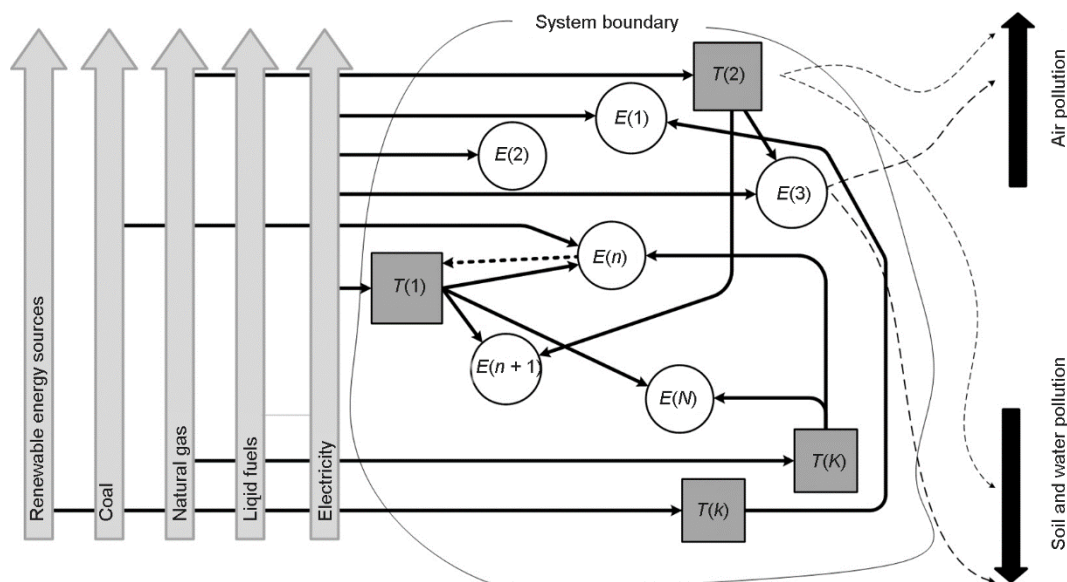 System boundary
T(2)
E(1)
E(2)
E(3)
E(n)
T(1)
E(n + 1)
E(N)
T(K)
T(k)
Renewable energy sources
Coal
Natural gas
Liqid fuels
Electricity
Air pollution
Soil and water pollution